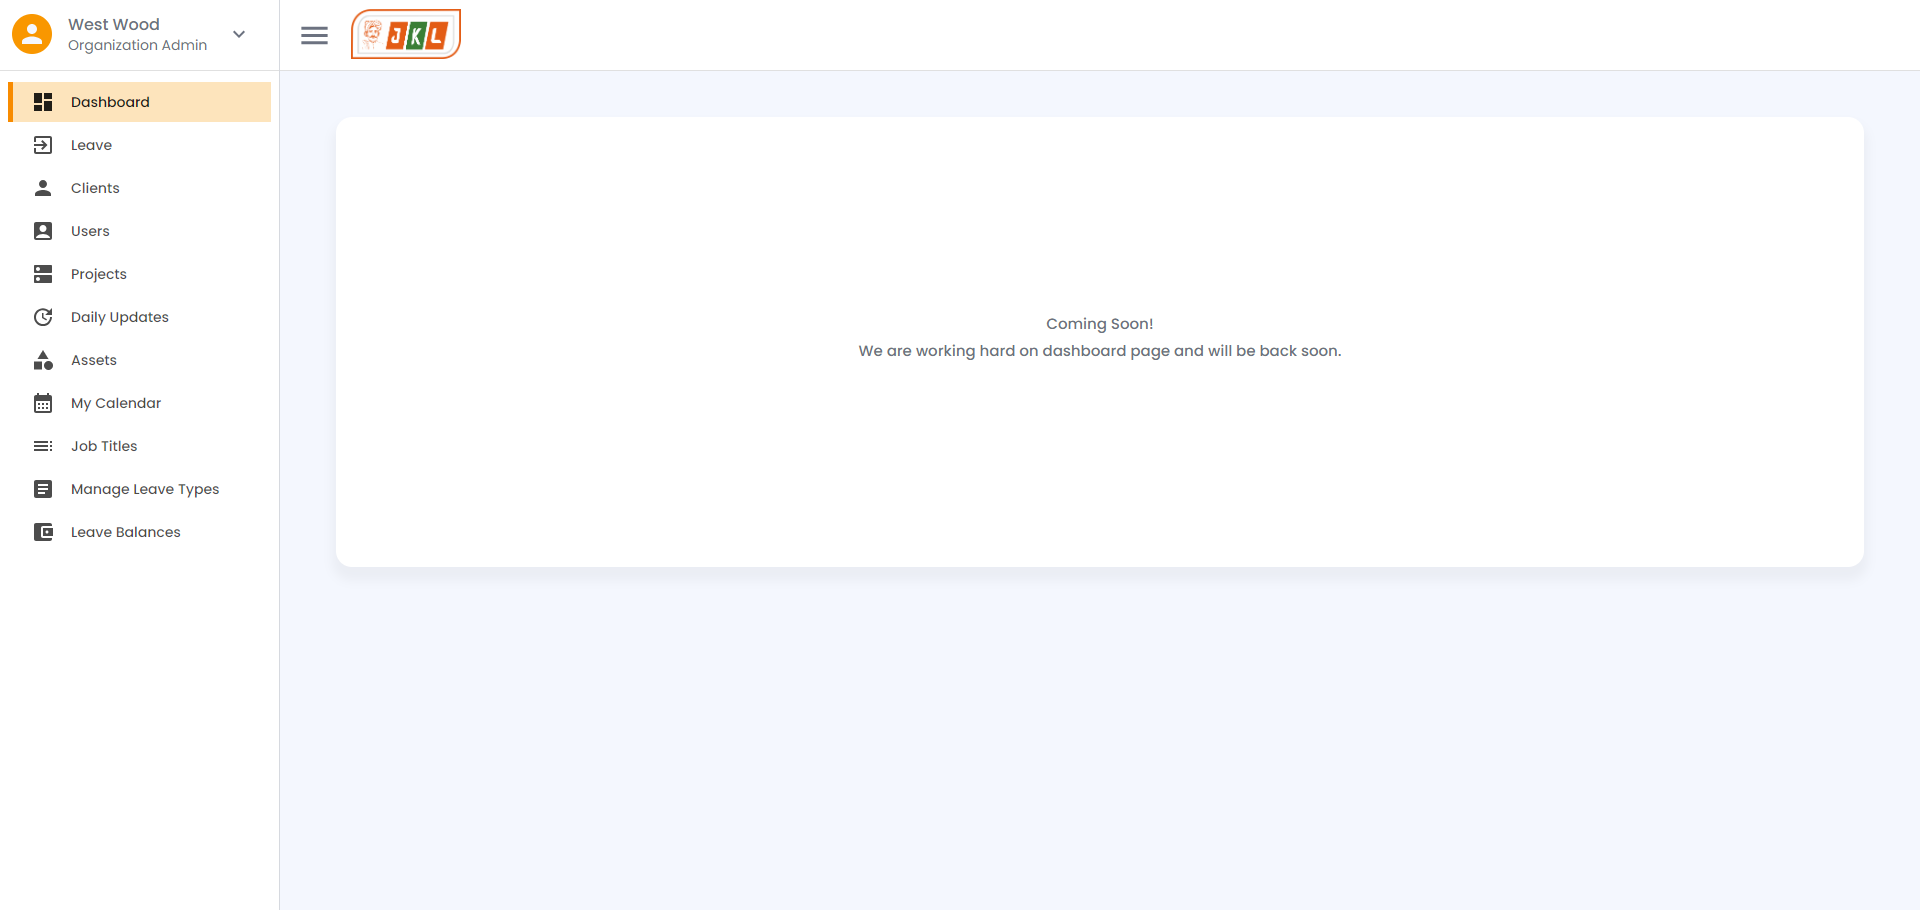 West Wood
Organization Admin
JKL
Dashboard
Leave
Clients
Users
Projects
Daily Updates
Assets
My Calendar
Job Titles
Manage Leave Types
Leave Balances
Coming Soon!
We are working hard on dashboard page and will be back soon.